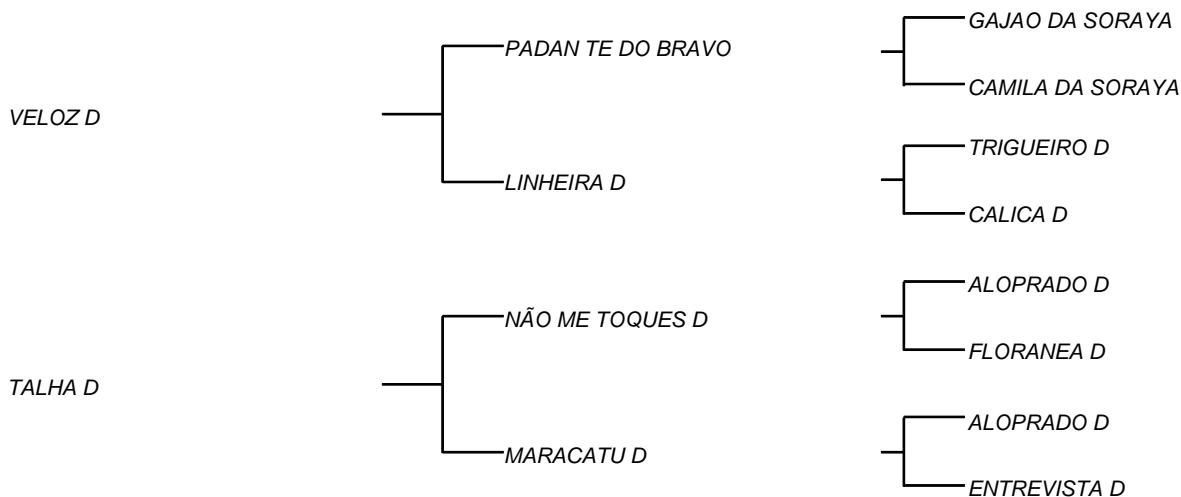 GAJAO DA SORAYA
PADAN TE DO BRAVO
CAMILA DA SORAYA
VELOZ D
TRIGUEIRO D
LINHEIRA D
CALICA D
ALOPRADO D
NÃO ME TOQUES D
FLORANEA D
TALHA D
ALOPRADO D
MARACATU D
ENTREVISTA D